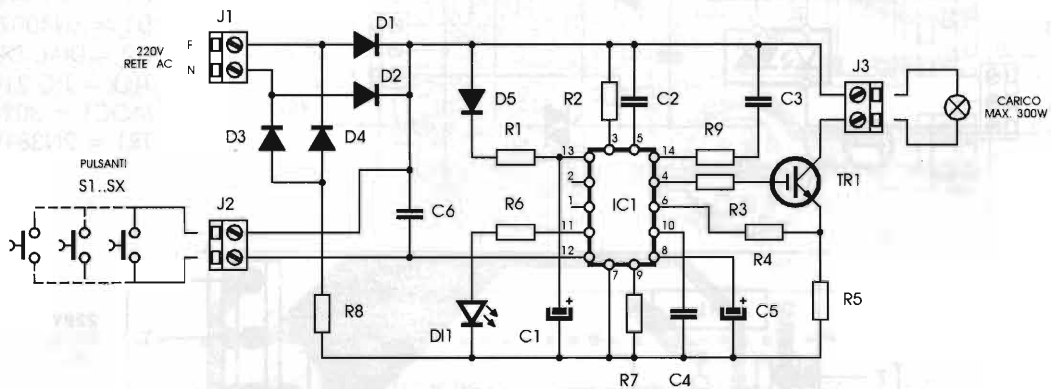 J1
220V
RETE AC
F
N
D1
D2
D3
D4
D5
R1
R2
C2
C3
R9
J3
CARICO
MAX. 300W
PULSANTI
S1..SX
J2
C6
R6
13
2
1
11
12
3
5
14
4
6
10
8
7
9
IC1
R3
TR1
R4
R5
R8
DI1
C1
+
R7
C4
C5
+